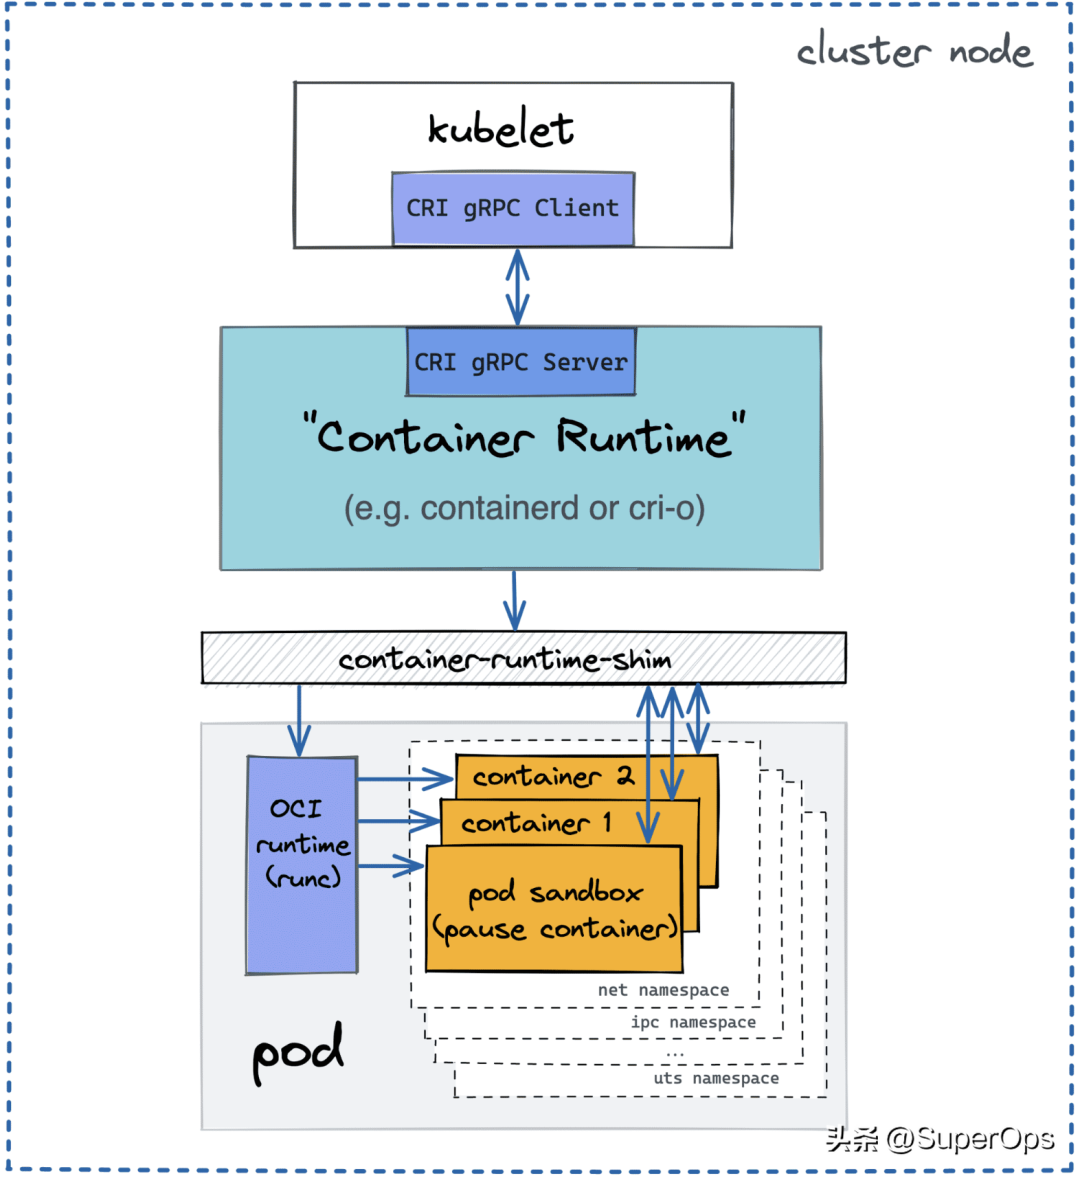 cluster node
kubelet
CRI gRPC Client
CRI gRPC Server
"Container Runtime"
(e.g. containerd or cri-o)
container-runtime-shim
OCI
runtime
(runc)
container 2
container 1
pod sandbox
(pause container)
net namespace
ipc namespace
...
uts namespace
pod
头条 @SuperOps